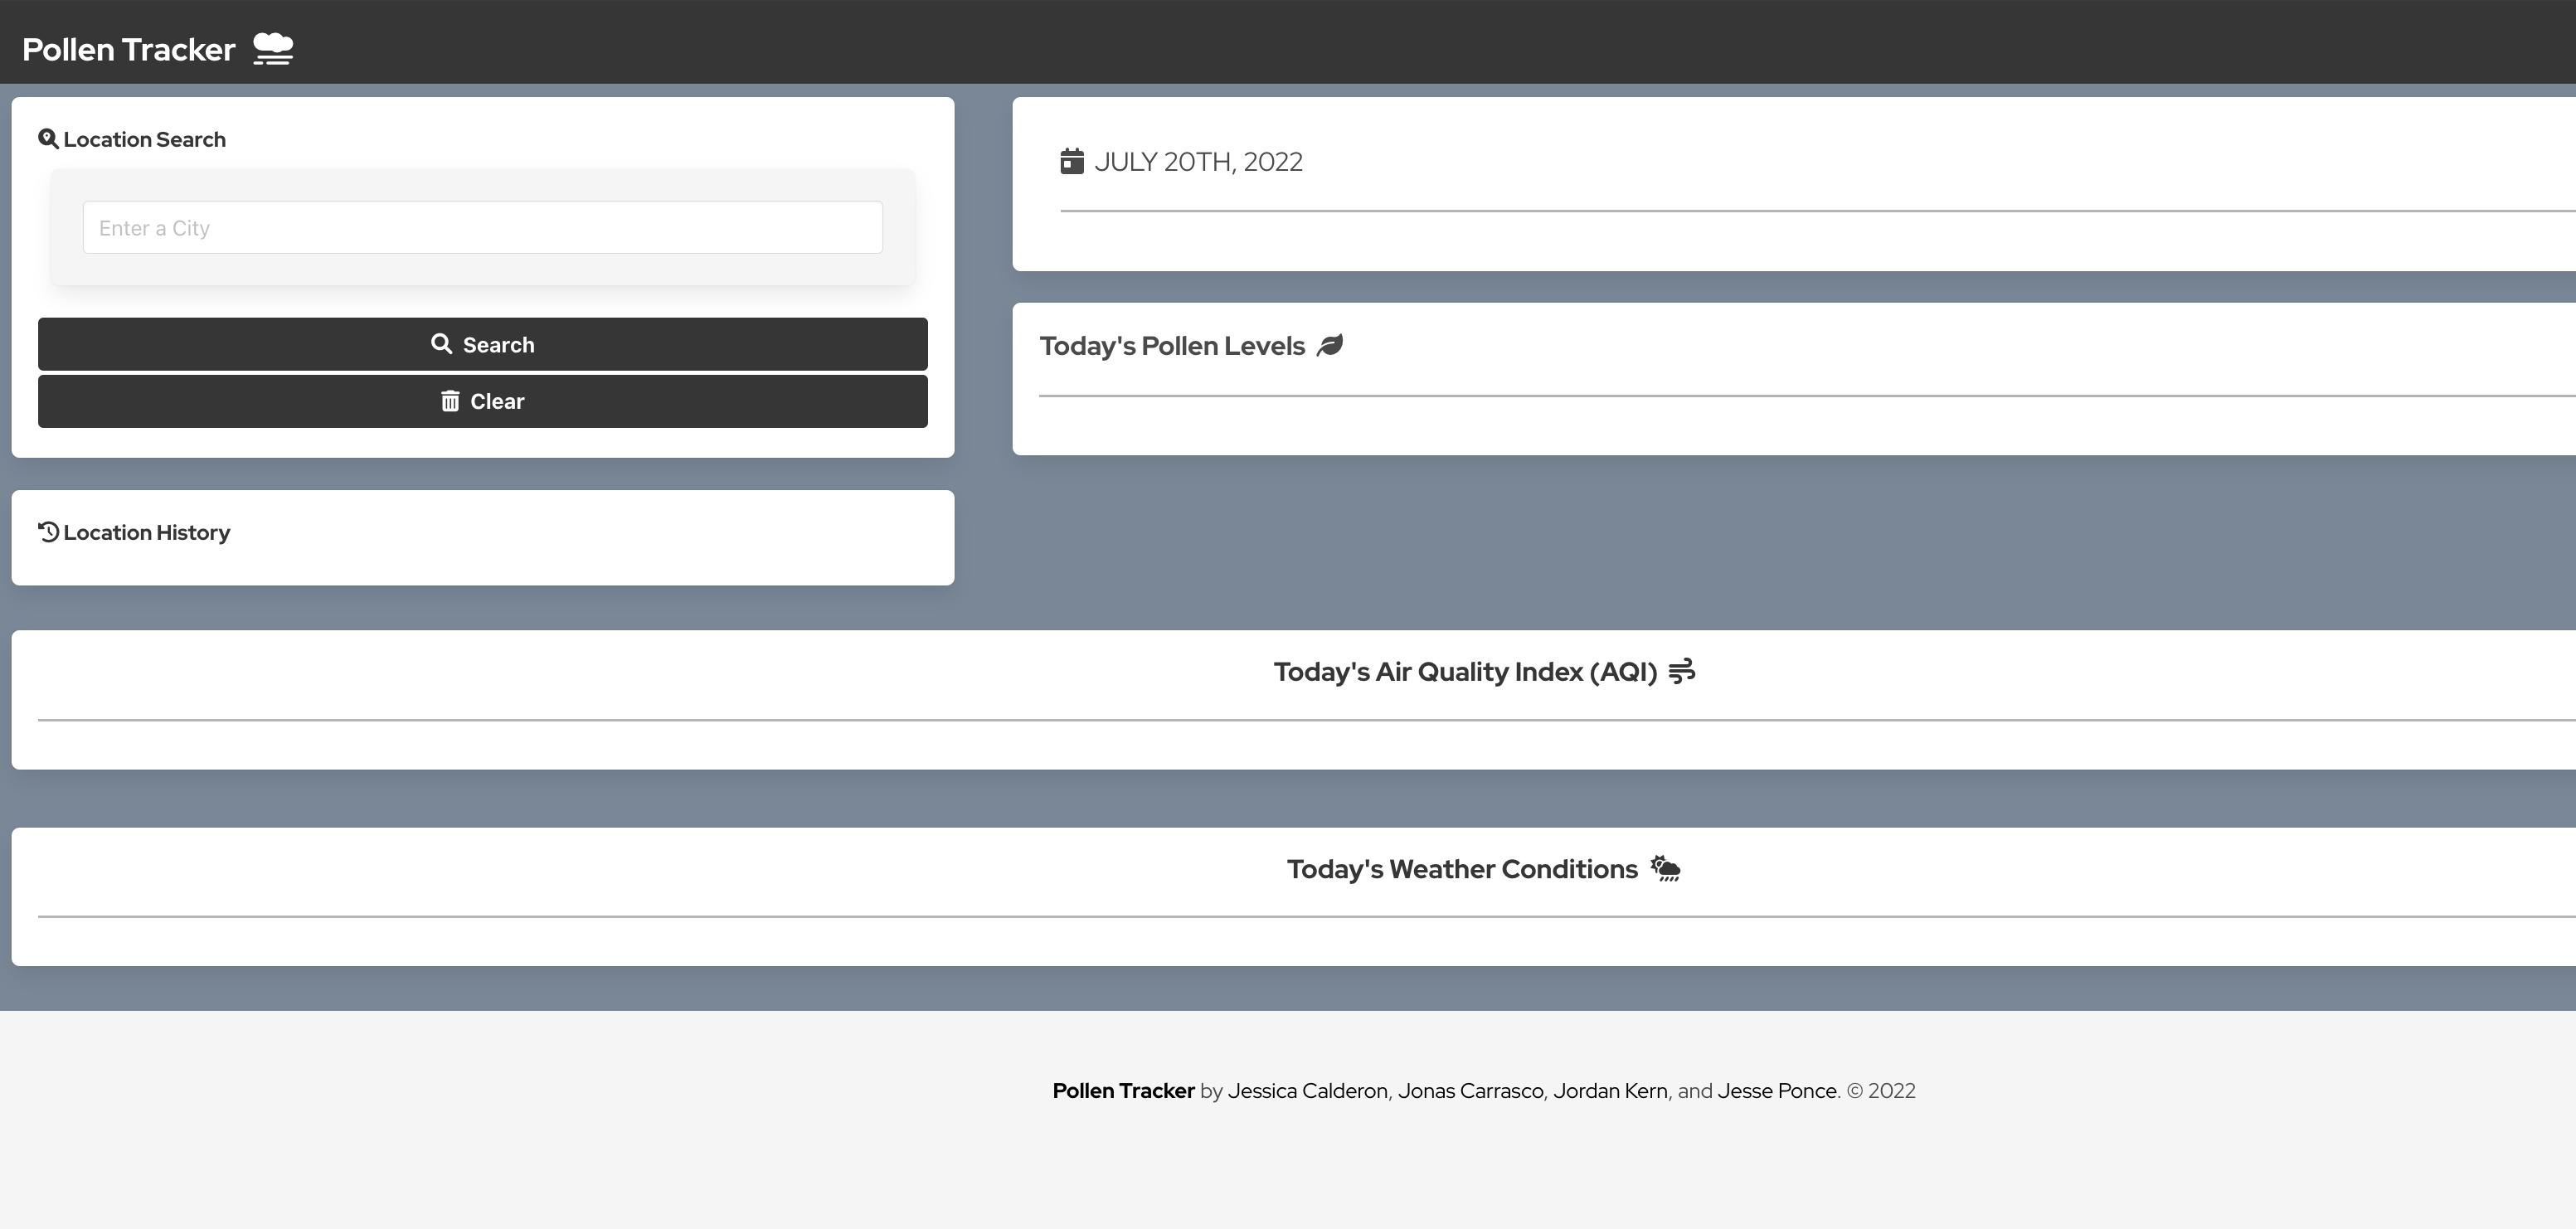 Pollen Tracker
Location Search
Enter a City
Search
Clear
Location History
JULY 20TH, 2022
Today's Pollen Levels
Today's Air Quality Index (AQI)
Today's Weather Conditions
Pollen Tracker by Jessica Calderon, Jonas Carrasco, Jordan Kern, and Jesse Ponce. © 2022